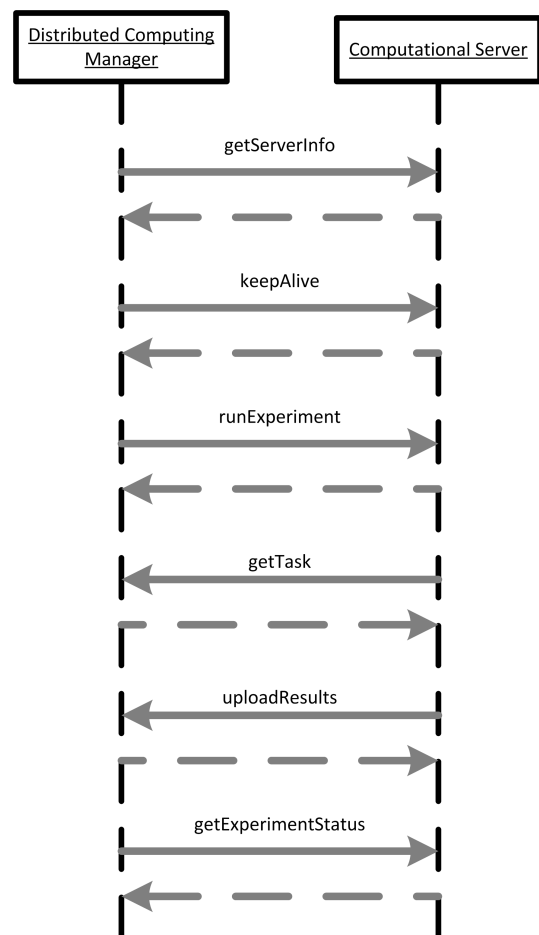 Distributed Computing
Manager
Computational Server
getServerInfo
keepAlive
runExperiment
getTask
uploadResults
getExperimentStatus